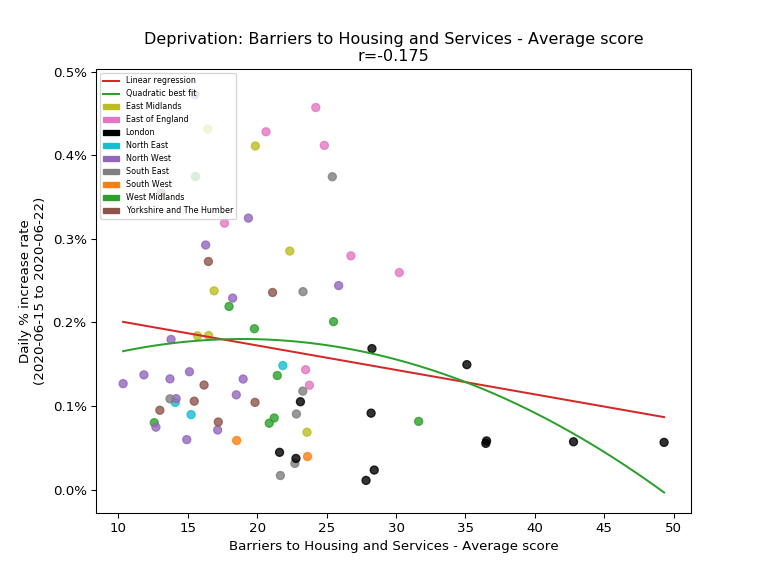 Deprivation: Barriers to Housing and Services - Average score
r=-0.175
Daily % increase rate
(2020-06-15 to 2020-06-22)
0.5%
0.4%
0.3%
0.2%
0.1%
0.0%
Linear regression
Quadratic best fit
East Midlands
East of England
London
North East
North West
South East
South West
West Midlands
Yorkshire and The Humber
10 15 20 25 30 35 40 45 50
Barriers to Housing and Services - Average score